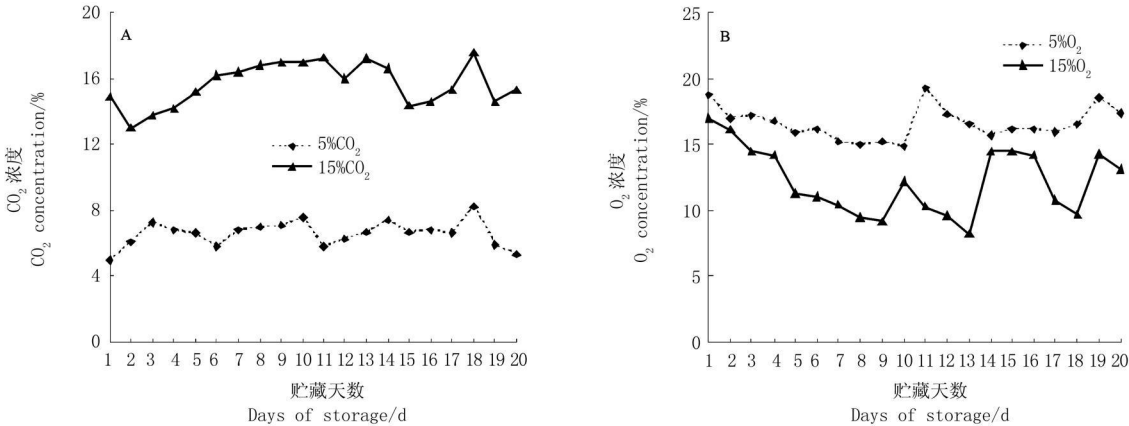 A
20
16
12
8
4
0
CO₂ 浓度
CO₂ concentration/%
5%CO₂
15%CO₂
1 2 3 4 5 6 7 8 9 10 11 12 13 14 15 16 17 18 19 20
贮藏天数
Days of storage/d
B
25
20
15
10
5
0
O₂ 浓度
O₂ concentration/%
5%O₂
15%O₂
1 2 3 4 5 6 7 8 9 10 11 12 13 14 15 16 17 18 19 20
贮藏天数
Days of storage/d